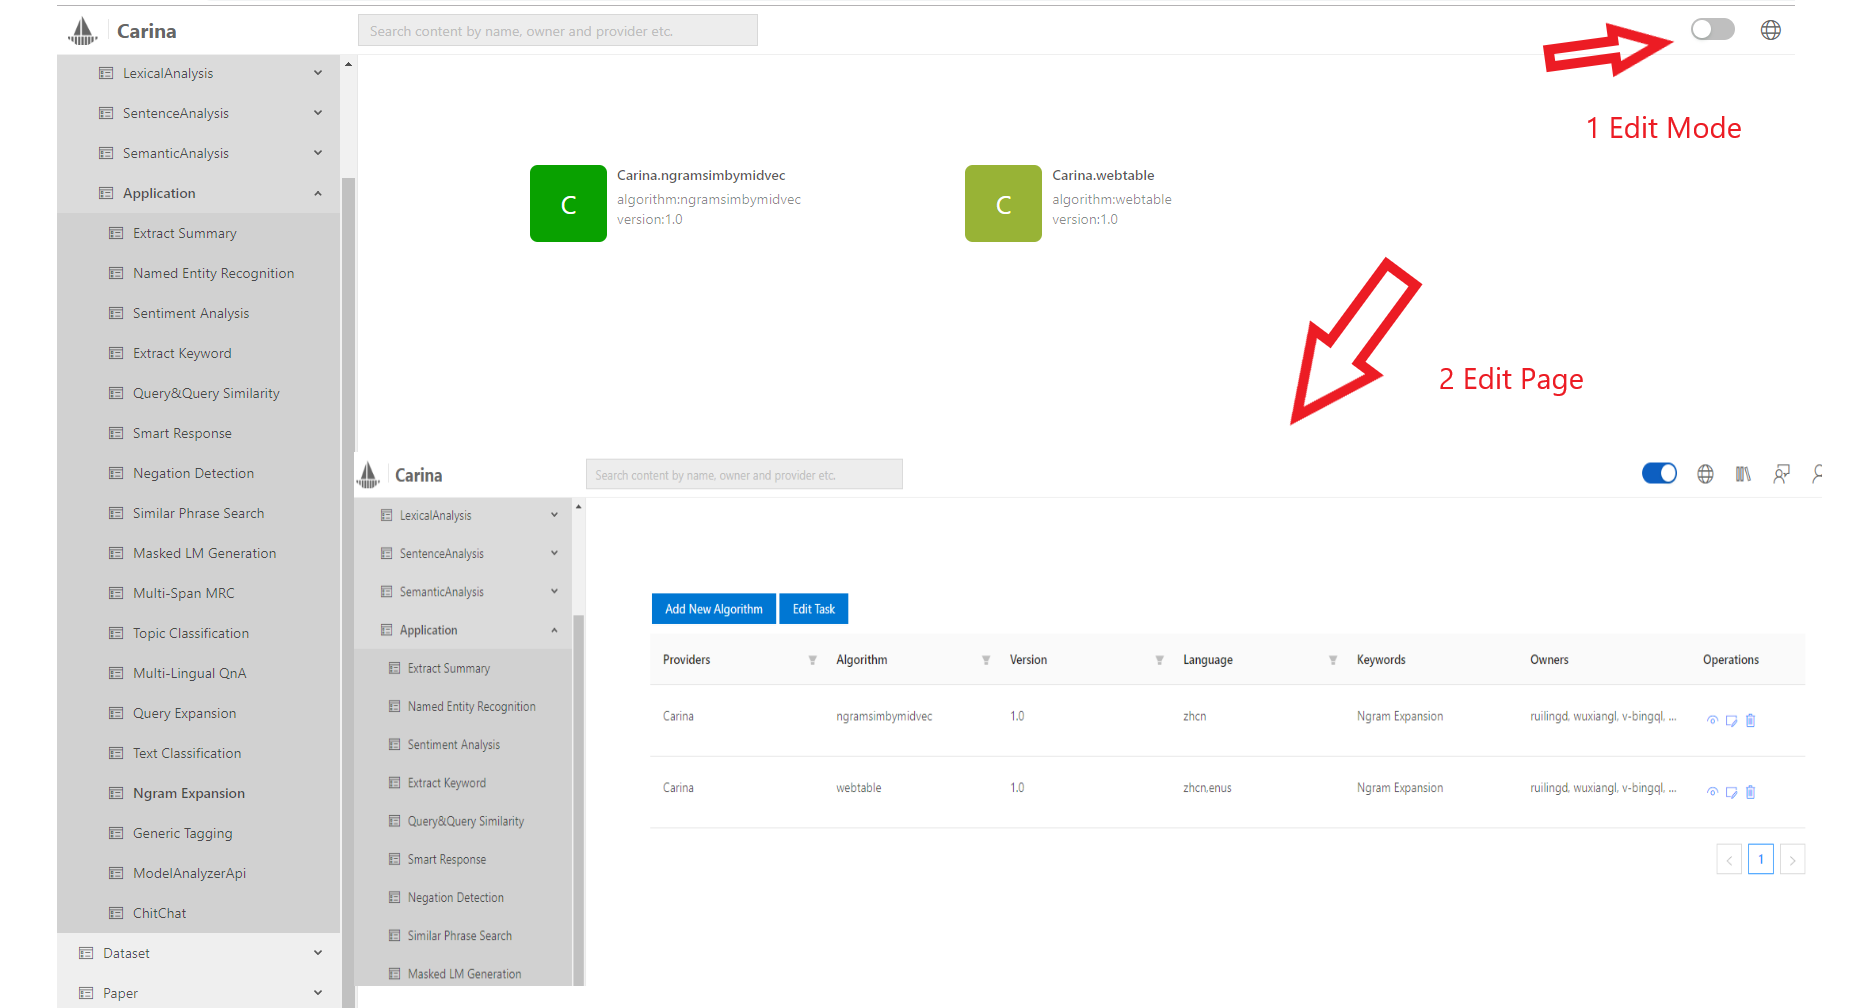 Carina
Search content by name, owner and provider etc.
1 Edit Mode
LexicalAnalysis
SentenceAnalysis
SemanticAnalysis
Application
Extract Summary
Named Entity Recognition
Sentiment Analysis
Extract Keyword
Query&Query Similarity
Smart Response
Negation Detection
Similar Phrase Search
Masked LM Generation
Multi-Span MRC
Topic Classification
Multi-Lingual QnA
Query Expansion
Text Classification
Ngram Expansion
Generic Tagging
ModelAnalyzerApi
ChitChat
Dataset
Paper
C
Carina.ngramsimbymidvec
algorithm:ngramsimbymidvec
version:1.0
C
Carina.webtable
algorithm:webtable
version:1.0
2 Edit Page
Carina
Search content by name, owner and provider etc.
LexicalAnalysis
SentenceAnalysis
SemanticAnalysis
Application
Extract Summary
Named Entity Recognition
Sentiment Analysis
Extract Keyword
Query&Query Similarity
Smart Response
Negation Detection
Similar Phrase Search
Masked LM Generation
Add New Algorithm Edit Task
Providers Algorithm Version Language Keywords Owners Operations
Carina ngramsimbymidvec 1.0 zhcn Ngram Expansion ruilingd, wuxiangl, v-bingql, ...
Carina webtable 1.0 zhcn,enus Ngram Expansion ruilingd, wuxiangl, v-bingql, ...
< 1 >